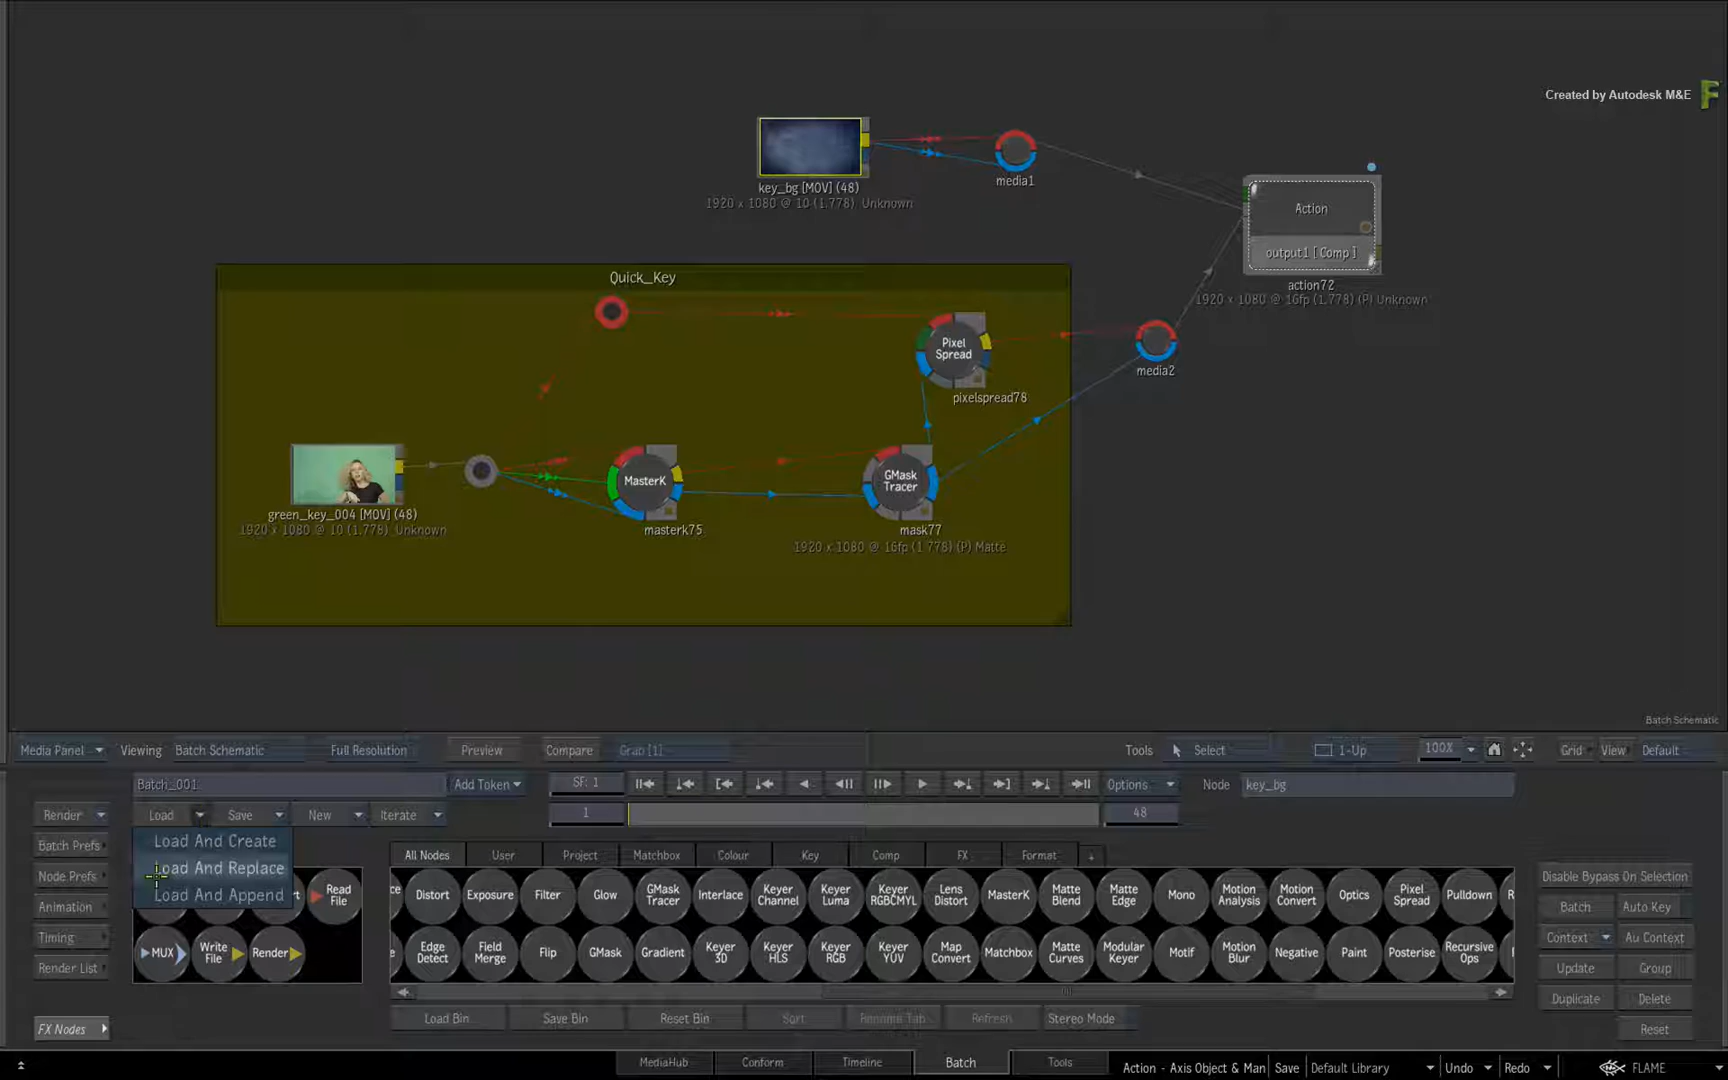 Created by Autodesk M&E
key_bg [MOV] (48)
1920 x 1080 @ 10 (1.778) Unknown
media1
Action
output1 [ Comp ]
action72
1920 x 1080 @ 16fp (1.778) (P) Unknown
Quick_Key
Pixel
Spread
pixelspread78
media2
green_key_004 [MOV] (48)
1920 x 1080 @ 10 (1.778) Unknown
MasterK
masterk75
GMask
Tracer
mask77
1920 x 1080 @ 16fp (1.778) (P) Matte
Batch Schematic
Media Panel Viewing Batch Schematic Full Resolution Preview Compare Grab [1] Tools Select 1-Up 100% Grid View Default
Batch_001 Add Token SF: 1 Options Node key_bg
Render Load Save New Iterate 1 48
Load And Create
Load And Replace
Load And Append
Batch Prefs
Node Prefs
Animation
Timing
Render List
FX Nodes
Read
File
MUX Write
File Render
All Nodes User Project Matchbox Colour Key Comp FX Format
Distort Exposure Filter Glow GMask
Tracer Interlace Keyer
Channel Keyer
Luma Keyer
RGBCMYL Lens
Distort MasterK Matte
Blend Matte
Edge Mono Motion
Analysis Motion
Convert Optics Pixel
Spread Pulldown
Edge
Detect Field
Merge Flip GMask Gradient Keyer
3D Keyer
HLS Keyer
RGB Keyer
YUV Map
Convert Matchbox Matte
Curves Modular
Keyer Motif Motion
Blur Negative Paint Posterise Recursive
Ops
Load Bin Save Bin Reset Bin Sort Rename Tab Refresh Stereo Mode
Disable Bypass On Selection
Batch Auto Key
Context Au Context
Update Group
Duplicate Delete
Reset
MediaHub Conform Timeline Batch Tools Action - Axis Object & Man Save Default Library Undo Redo FLAME